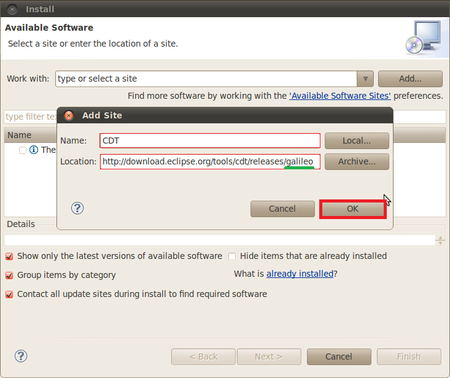 Install
Available Software
Select a site or enter the location of a site.
Work with: type or select a site Add...
Find more software by working with the 'Available Software Sites' preferences.
type filter te
Add Site
Name: CDT Local...
Location: http://download.eclipse.org/tools/cdt/releases/galileo Archive...
Cancel OK
Name
The
Details
Show only the latest versions of available software Hide items that are already installed
Group items by category What is already installed?
Contact all update sites during install to find required software
< Back Next > Cancel Finish